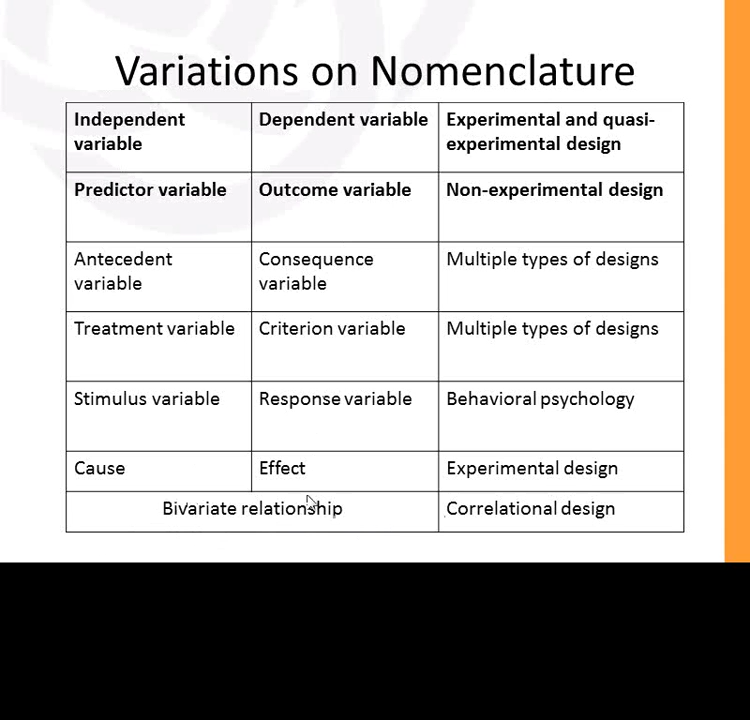 Variations on Nomenclature
Independent variable
Dependent variable
Experimental and quasi-experimental design
Predictor variable
Outcome variable
Non-experimental design
Antecedent variable
Consequence variable
Multiple types of designs
Treatment variable
Criterion variable
Multiple types of designs
Stimulus variable
Response variable
Behavioral psychology
Cause
Effect
Experimental design
Bivariate relationship
Correlational design